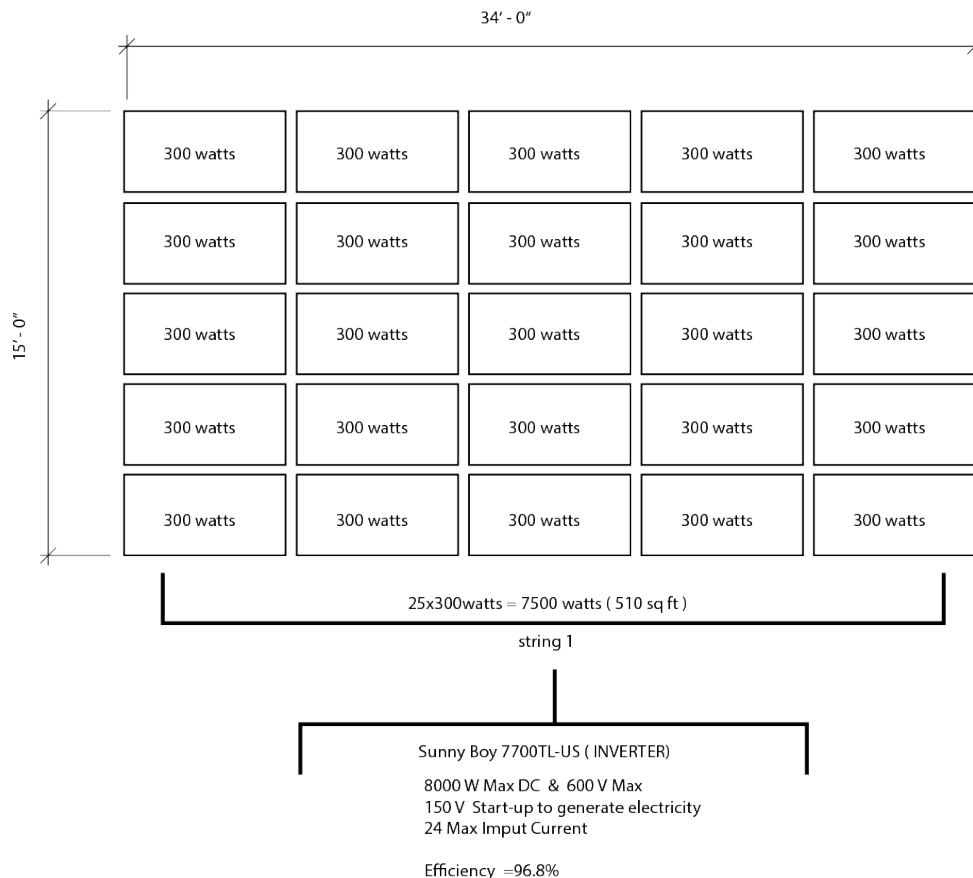 34' - 0"
15' - 0"
300 watts 300 watts 300 watts 300 watts 300 watts
300 watts 300 watts 300 watts 300 watts 300 watts
300 watts 300 watts 300 watts 300 watts 300 watts
300 watts 300 watts 300 watts 300 watts 300 watts
300 watts 300 watts 300 watts 300 watts 300 watts
25x300watts = 7500 watts ( 510 sq ft )
string 1
Sunny Boy 7700TL-US ( INVERTER)
8000 W Max DC & 600 V Max
150 V Start-up to generate electricity
24 Max Imput Current
Efficiency =96.8%